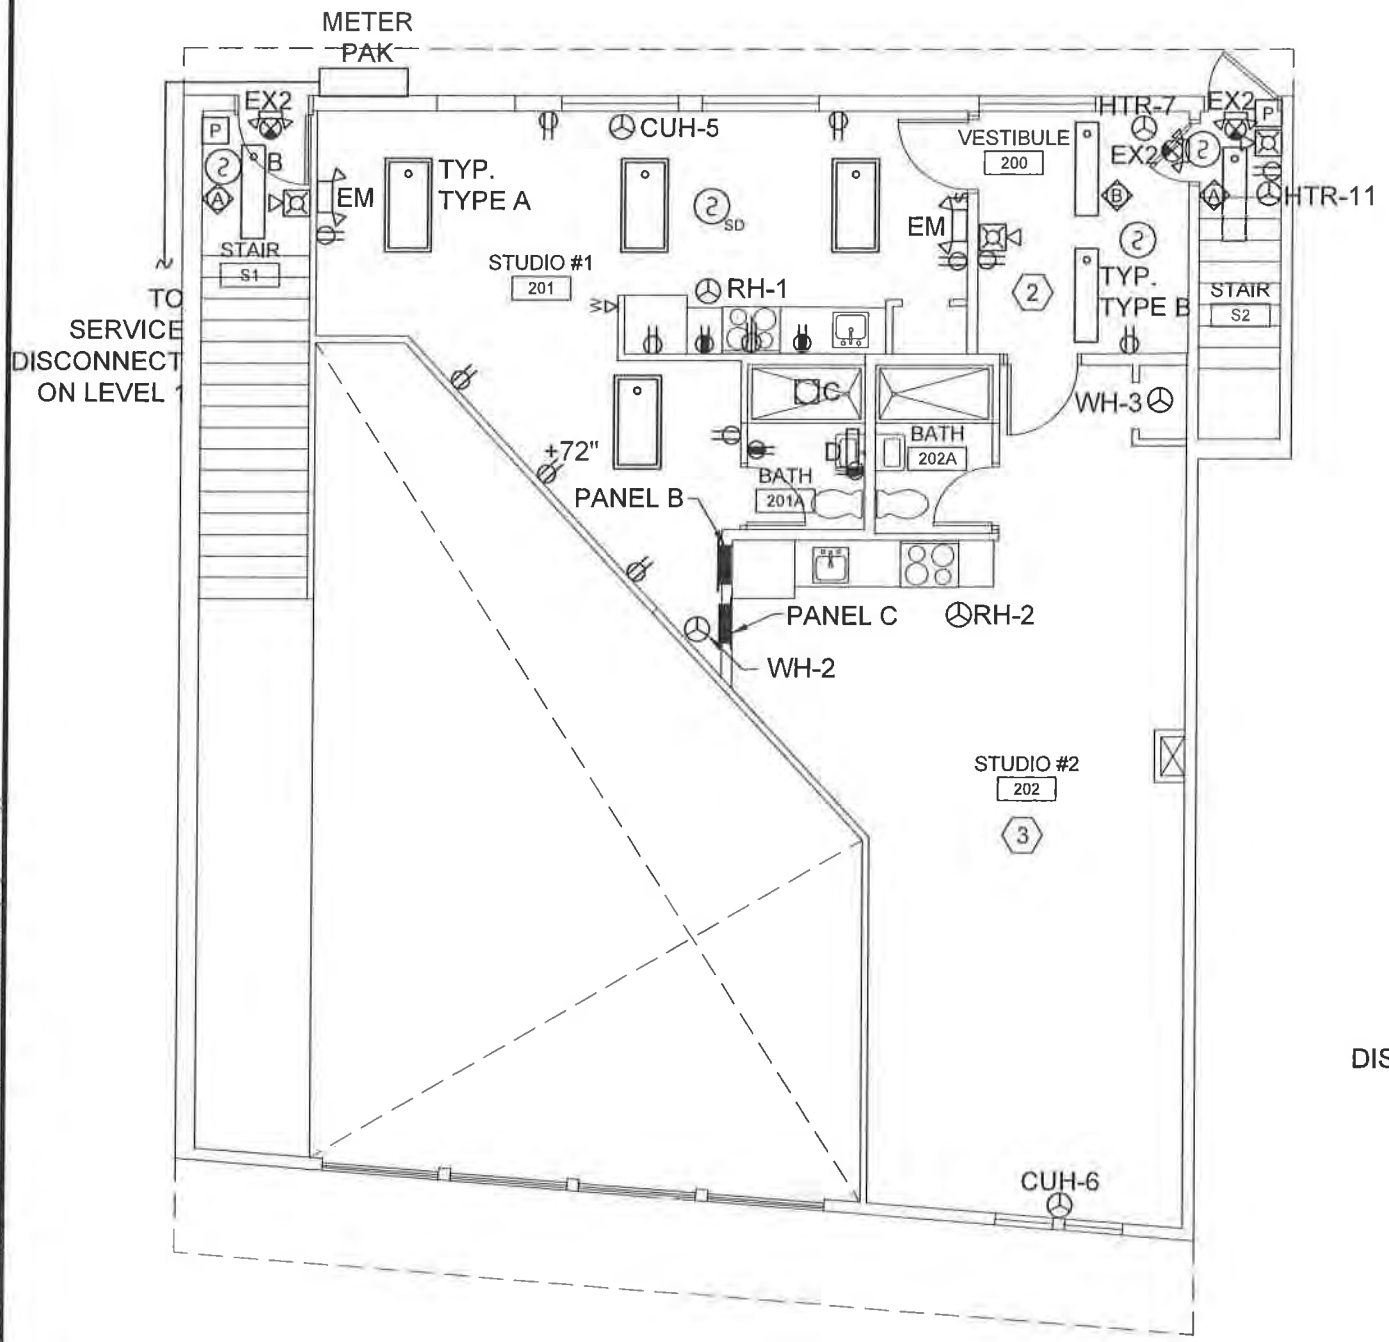 METER
PAK
EX2
P
B
A
EM
STAIR
S1
TO
SERVICE
DISCONNECT
ON LEVEL 1
TYP.
TYPE A
CUH-5
SD
STUDIO #1
201
RH-1
W
EM
S
VESTIBULE
200
HTR-7
EX2
EX2
P
B
A
HTR-11
2
TYP.
TYPE B
STAIR
S2
WH-3
C
BATH
202A
BATH
201A
+72"
PANEL B
PANEL C
RH-2
WH-2
STUDIO #2
202
3
DIS
CUH-6